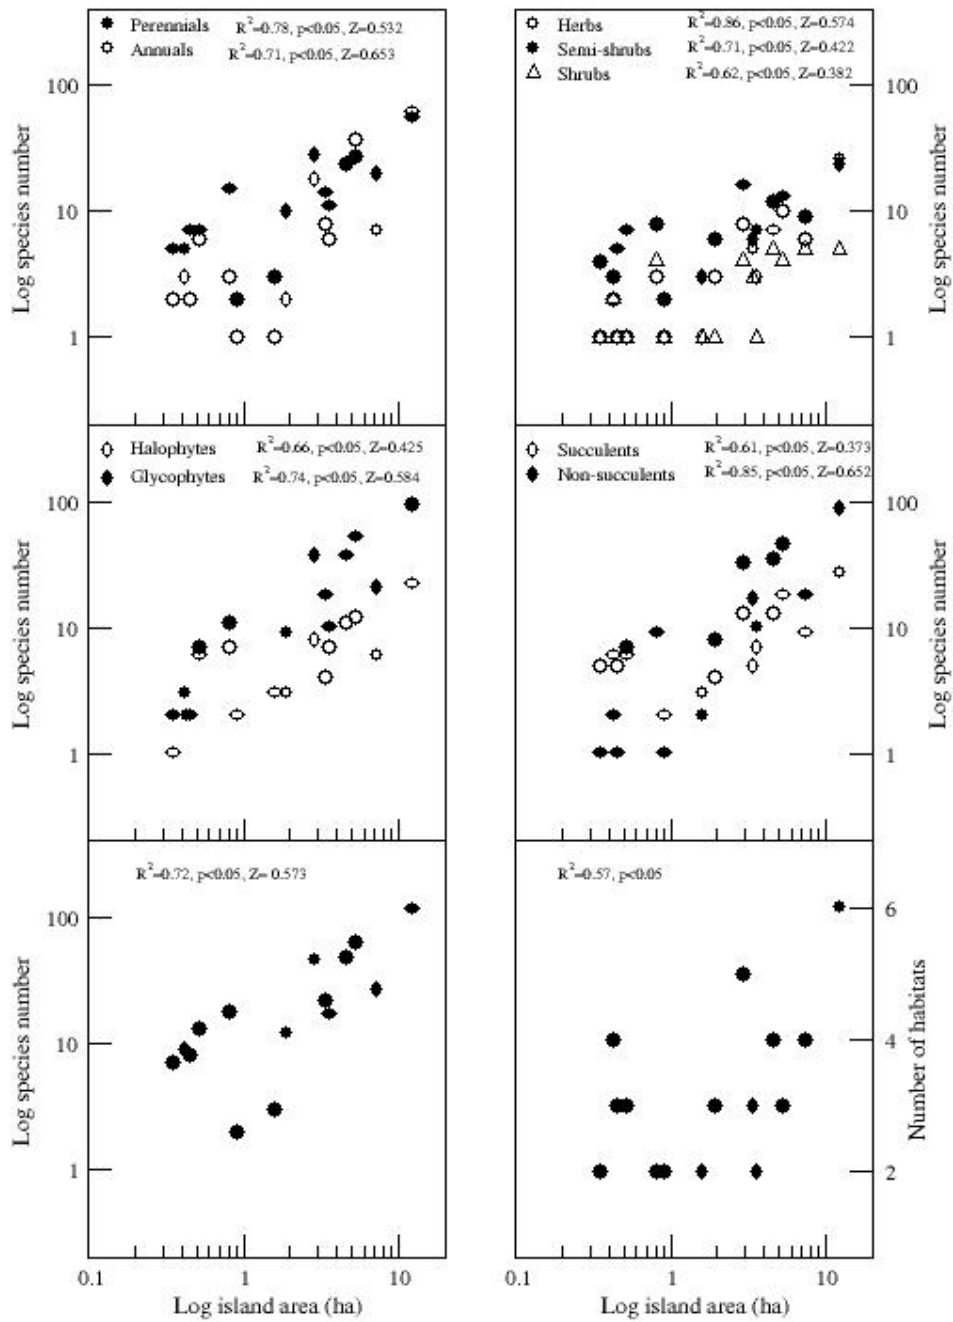 Perennials R2=0.78, p<0.05, Z=0.532
Annuals R2=0.71, p<0.05, Z=0.653
100
10
1
Log species number
Herbs R2=0.86, p<0.05, Z=0.574
Semi-shrubs R2=0.71, p<0.05, Z=0.422
Shrubs R2=0.62, p<0.05, Z=0.382
100
10
1
Log species number
Halophytes R2=0.66, p<0.05, Z=0.425
Glycophytes R2=0.74, p<0.05, Z=0.584
100
10
1
Log species number
Succulents R2=0.61, p<0.05, Z=0.373
Non-succulents R2=0.85, p<0.05, Z=0.652
100
10
1
Log species number
R2=0.72, p<0.05, Z= 0.573
100
10
1
Log species number
0.1 1 10
Log island area (ha)
R2=0.57, p<0.05
6
4
2
Number of habitats
0.1 1 10
Log island area (ha)